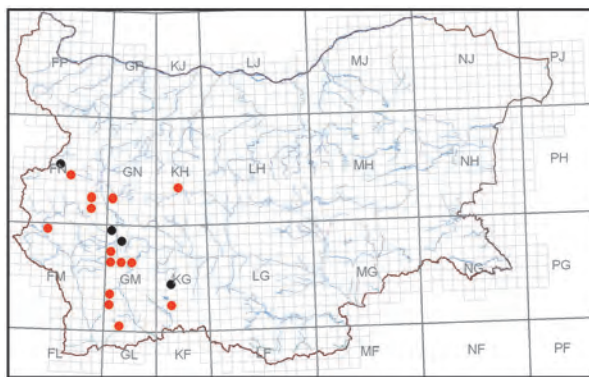 FP GP KJ LJ MJ NJ PJ
FN GN KH LH MH NH PH
FM GM KG LG MG NG PG
FL GL KF LF MF NF PF